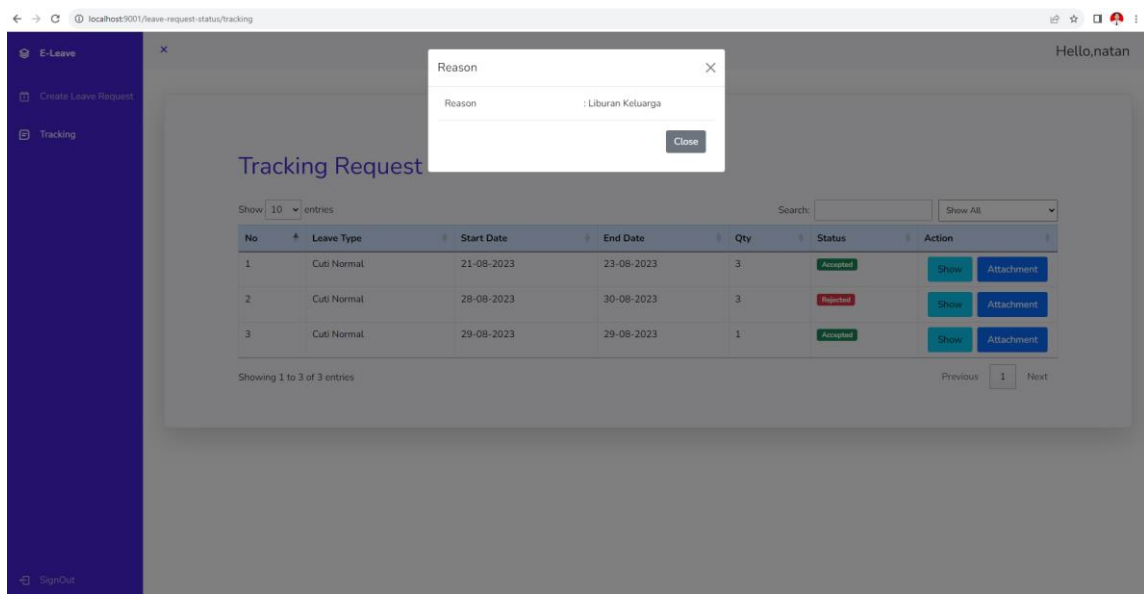 localhost:9001/leave-request-status/tracking
E-Leave
×
Hello,natan
Create Leave Request
Tracking
Reason
×
Reason : Liburan Keluarga
Close
Tracking Request
Show 10 entries
Search:
Show All
No Leave Type Start Date End Date Qty Status Action
1 Cuti Normal 21-08-2023 23-08-2023 3 Accepted Show Attachment
2 Cuti Normal 28-08-2023 30-08-2023 3 Rejected Show Attachment
3 Cuti Normal 29-08-2023 29-08-2023 1 Accepted Show Attachment
Showing 1 to 3 of 3 entries
Previous 1 Next
SignOut